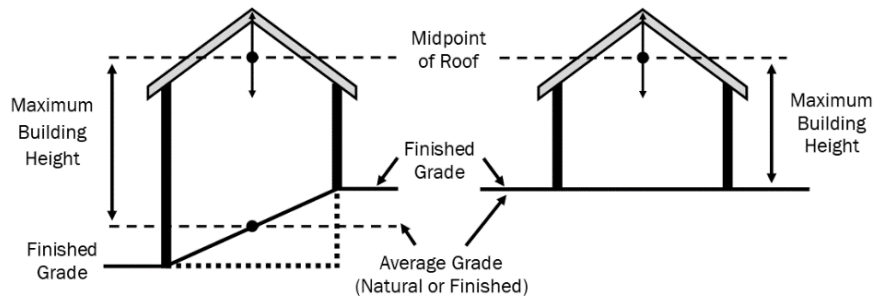 Midpoint
of Roof
Maximum
Building
Height
Maximum
Building
Height
Finished
Grade
Finished
Grade
Average Grade
(Natural or Finished)